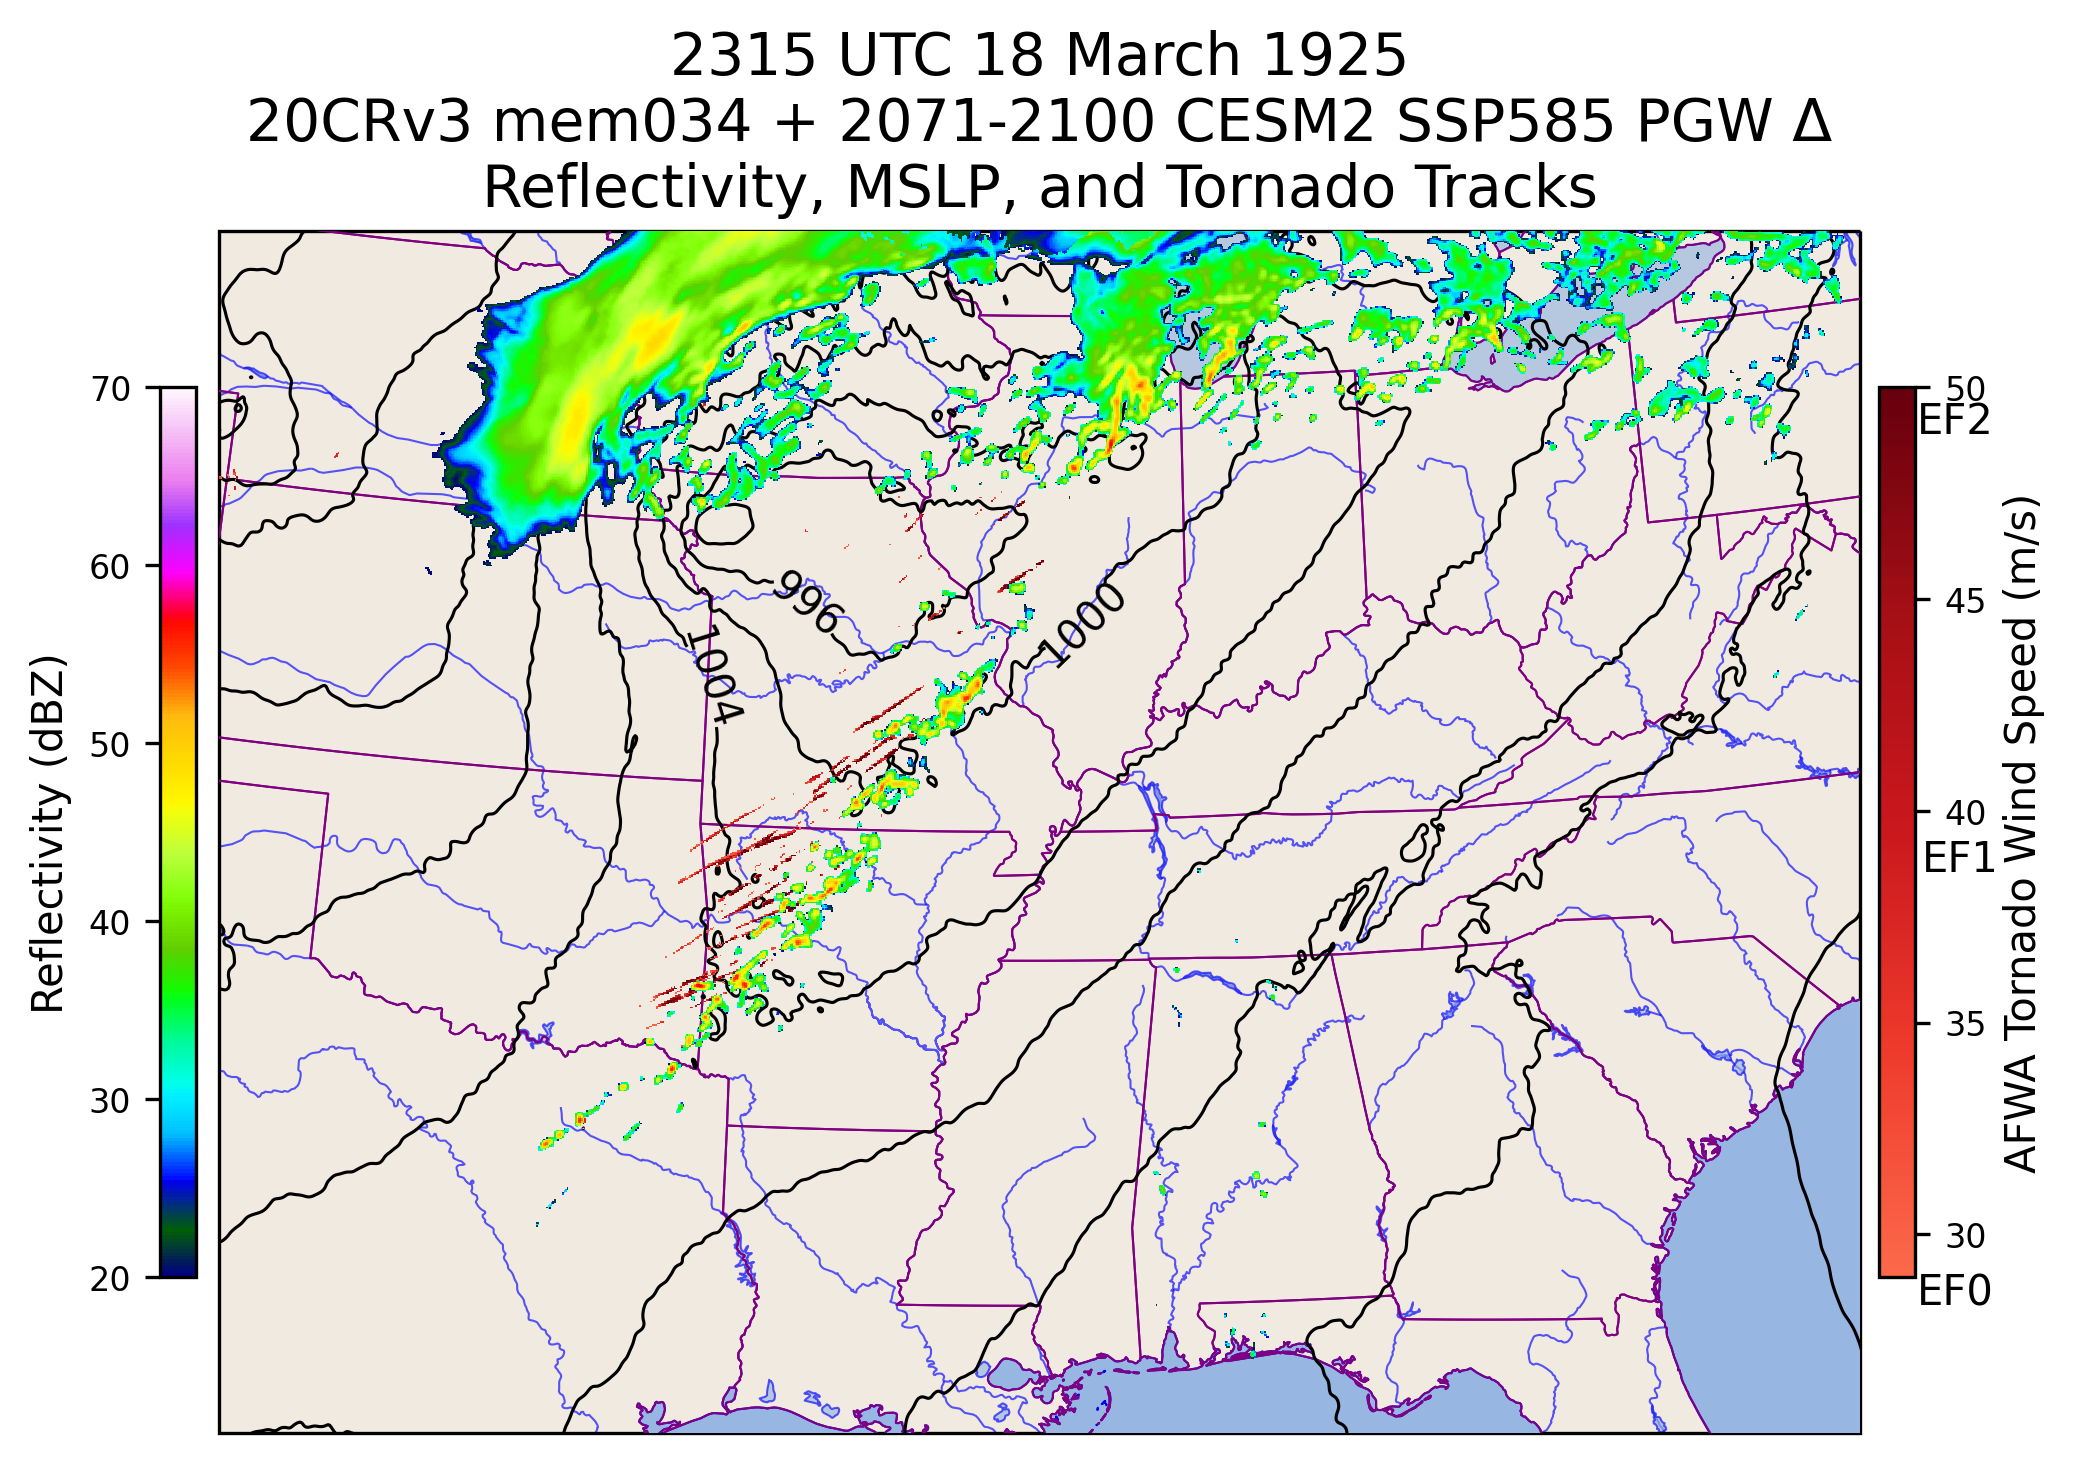 2315 UTC 18 March 1925
20CRv3 mem034 + 2071-2100 CESM2 SSP585 PGW Δ
Reflectivity, MSLP, and Tornado Tracks
Reflectivity (dBZ)
70
60
50
40
30
20
996
1000
1004
50
EF2
45
40
EF1
35
30
EF0
AFWA Tornado Wind Speed (m/s)